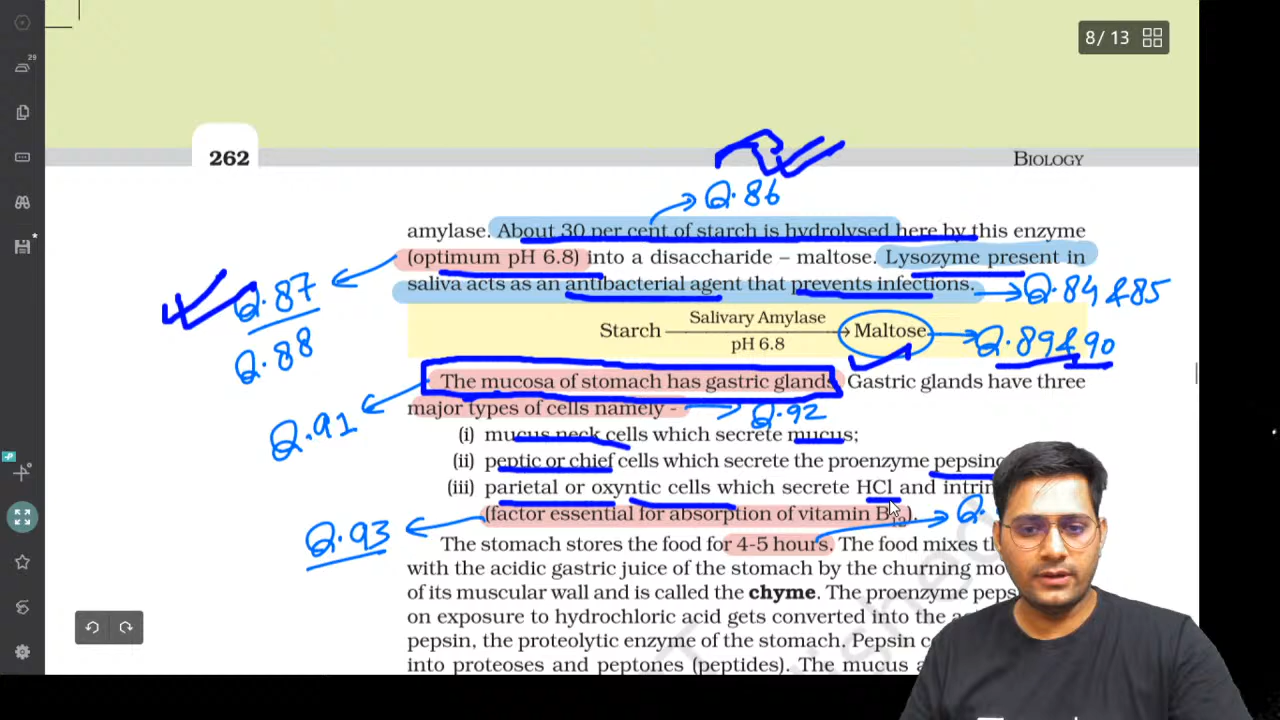 8 / 13
29
262
BIOLOGY
Q.86
amylase. About 30 per cent of starch is hydrolysed here by this enzyme
(optimum pH 6.8) into a disaccharide – maltose. Lysozyme present in
saliva acts as an antibacterial agent that prevents infections.
Q.84 & 85
Q.87
Q.88
Salivary Amylase
Starch → Maltose
pH 6.8
Q.89 & 90
The mucosa of stomach has gastric glands. Gastric glands have three
major types of cells namely -
Q.92
Q.91
(i) mucus neck cells which secrete mucus;
(ii) peptic or chief cells which secrete the proenzyme
(iii) parietal or oxyntic cells which secrete HCl and
(factor essential for absorption of vitamin B12).
Q.
Q.93
The stomach stores the food for 4-5 hours. The food mixes
with the acidic gastric juice of the stomach by the churning
of its muscular wall and is called the chyme. The proenzyme
on exposure to hydrochloric acid gets converted into the
pepsin, the proteolytic enzyme of the stomach. Pepsin
into proteoses and peptones (peptides). The mucus